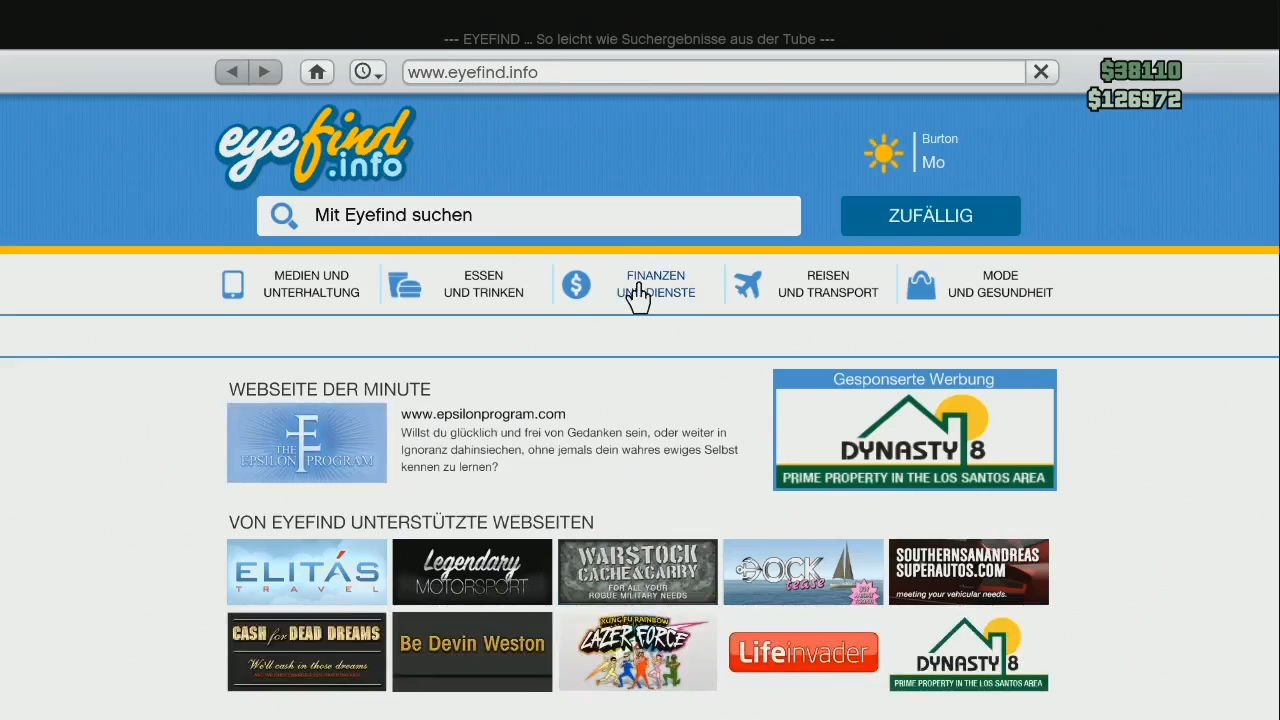 --- EYEFIND ... So leicht wie Suchergebnisse aus der Tube ---
www.eyefind.info
$38110
$126972
eyefind
.info
Burton
Mo
Mit Eyefind suchen
ZUFÄLLIG
MEDIEN UND
UNTERHALTUNG
ESSEN
UND TRINKEN
FINANZEN
UND DIENSTE
REISEN
UND TRANSPORT
MODE
UND GESUNDHEIT
WEBSEITE DER MINUTE
THE
EPSILON PROGRAM
www.epsilonprogram.com
Willst du glücklich und frei von Gedanken sein, oder weiter in
Ignoranz dahinsiechen, ohne jemals dein wahres ewiges Selbst
kennen zu lernen?
Gesponserte Werbung
DYNASTY 8
PRIME PROPERTY IN THE LOS SANTOS AREA
VON EYEFIND UNTERSTÜTZTE WEBSEITEN
ELITÁS
TRAVEL
Legendary
MOTORSPORT
WARSTOCK
CACHE & CARRY
FOR ALL YOUR
ROGUE MILITARY NEEDS
DOCK
tease
SOUTHERNSANANDREAS
SUPERAUTOS.COM
meeting your vehicular needs.
CASH for DEAD DREAMS
We'll cash in those dreams
Be Devin Weston
KUNG FU RAINBOW
LAZER FORCE
Lifeinvader
DYNASTY 8
PRIME PROPERTY IN THE LOS SANTOS AREA